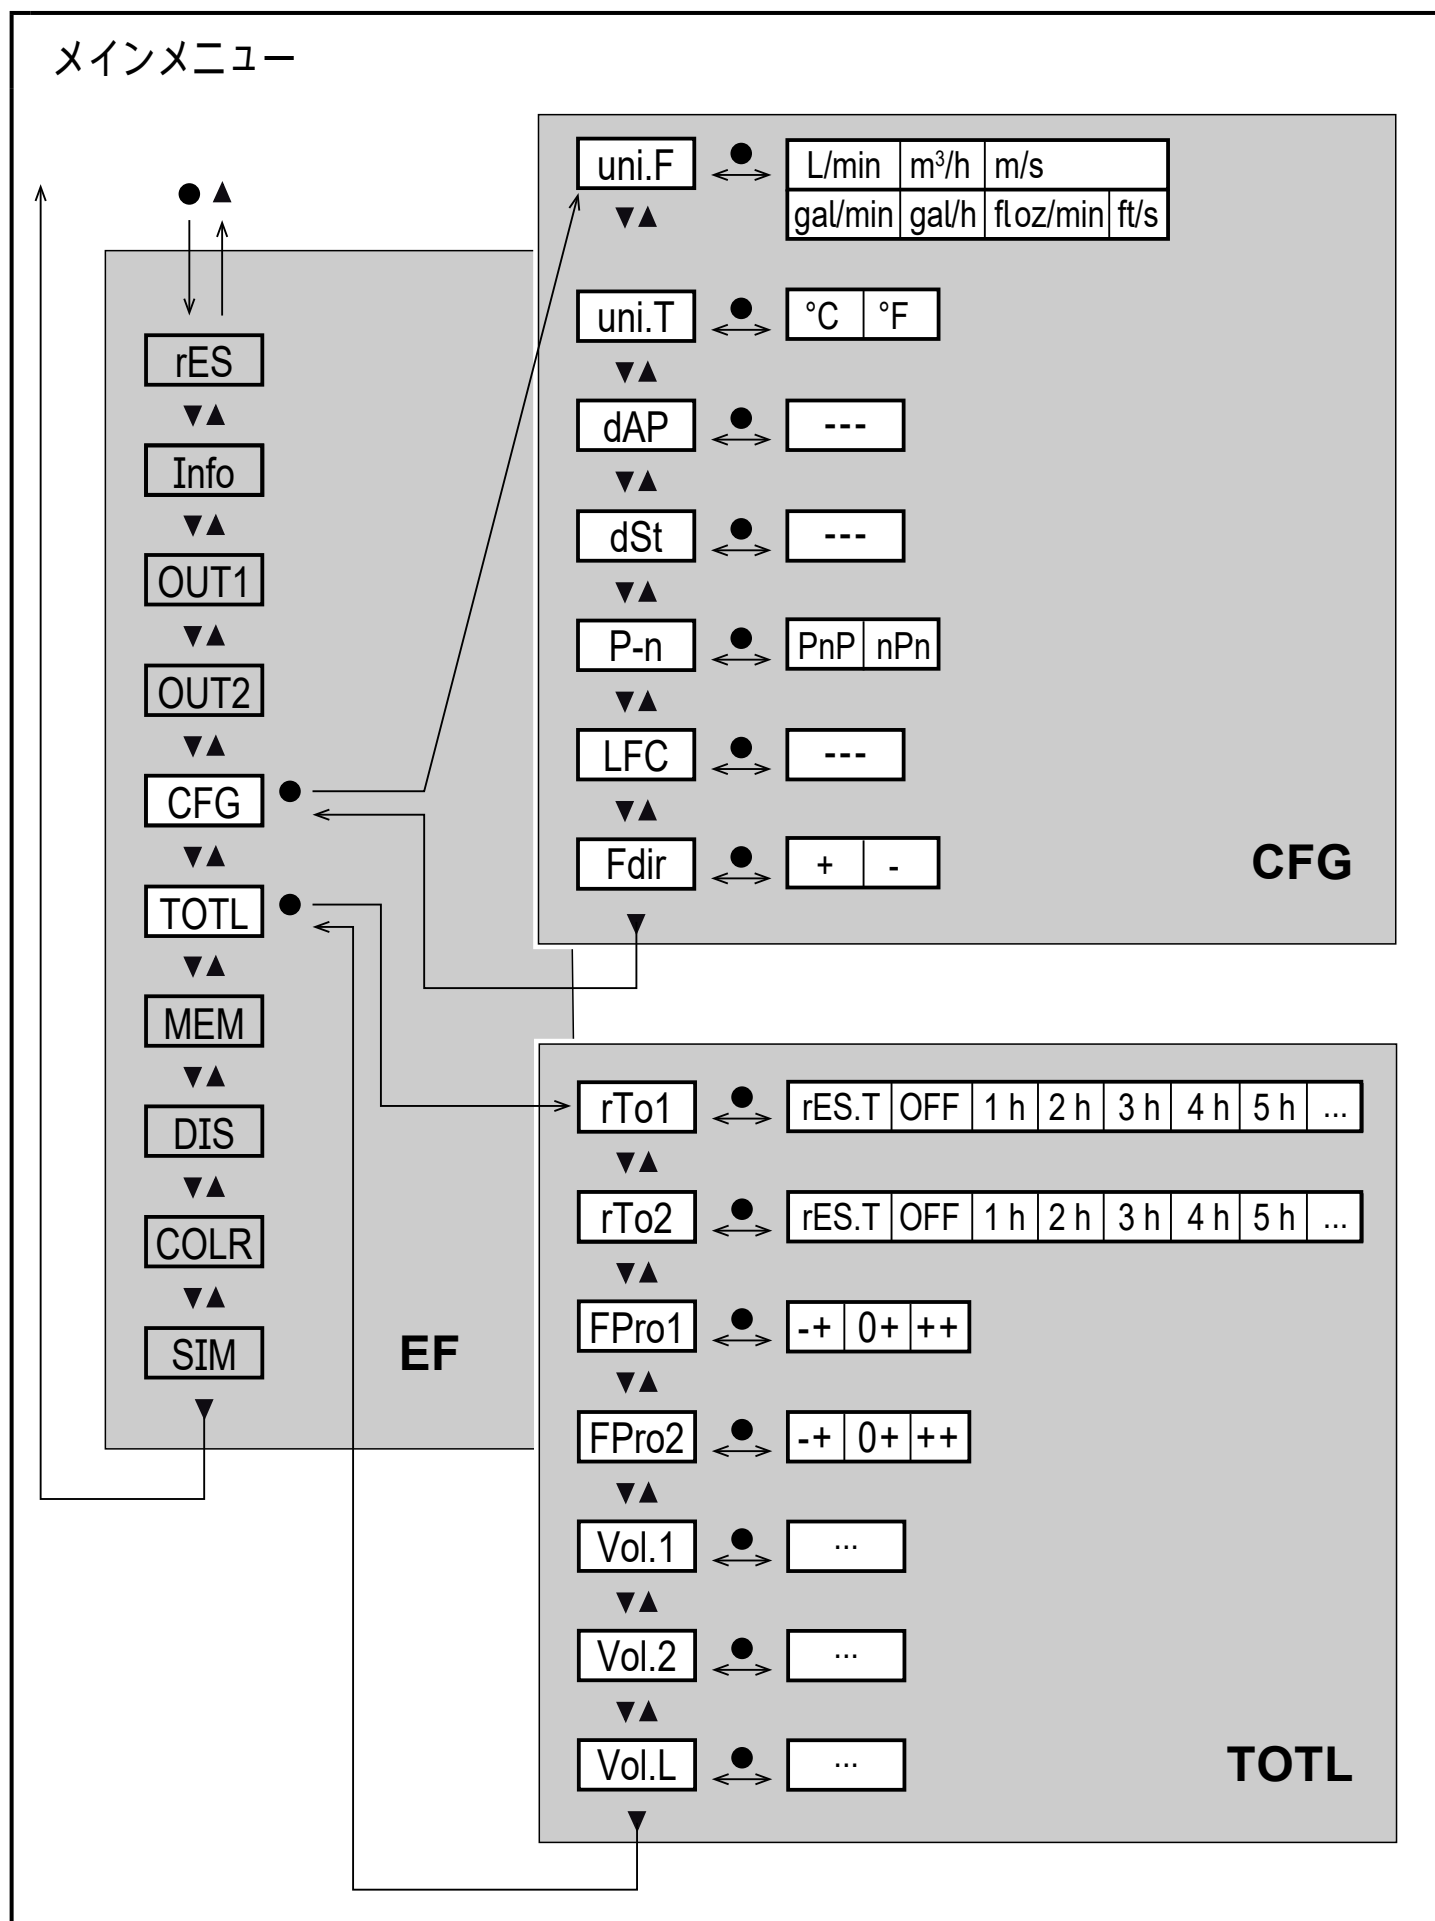 メインメニュー
rES
Info
OUT1
OUT2
CFG
TOTL
MEM
DIS
COLR
SIM
EF
uni.F
L/min m³/h m/s
gal/min gal/h fl oz/min ft/s
uni.T °C °F
dAP ---
dSt ---
P-n PnP nPn
LFC ---
Fdir + -
CFG
rTo1 rES.T OFF 1 h 2 h 3 h 4 h 5 h ...
rTo2 rES.T OFF 1 h 2 h 3 h 4 h 5 h ...
FPro1 -+ 0+ ++
FPro2 -+ 0+ ++
Vol.1 ...
Vol.2 ...
Vol.L ...
TOTL